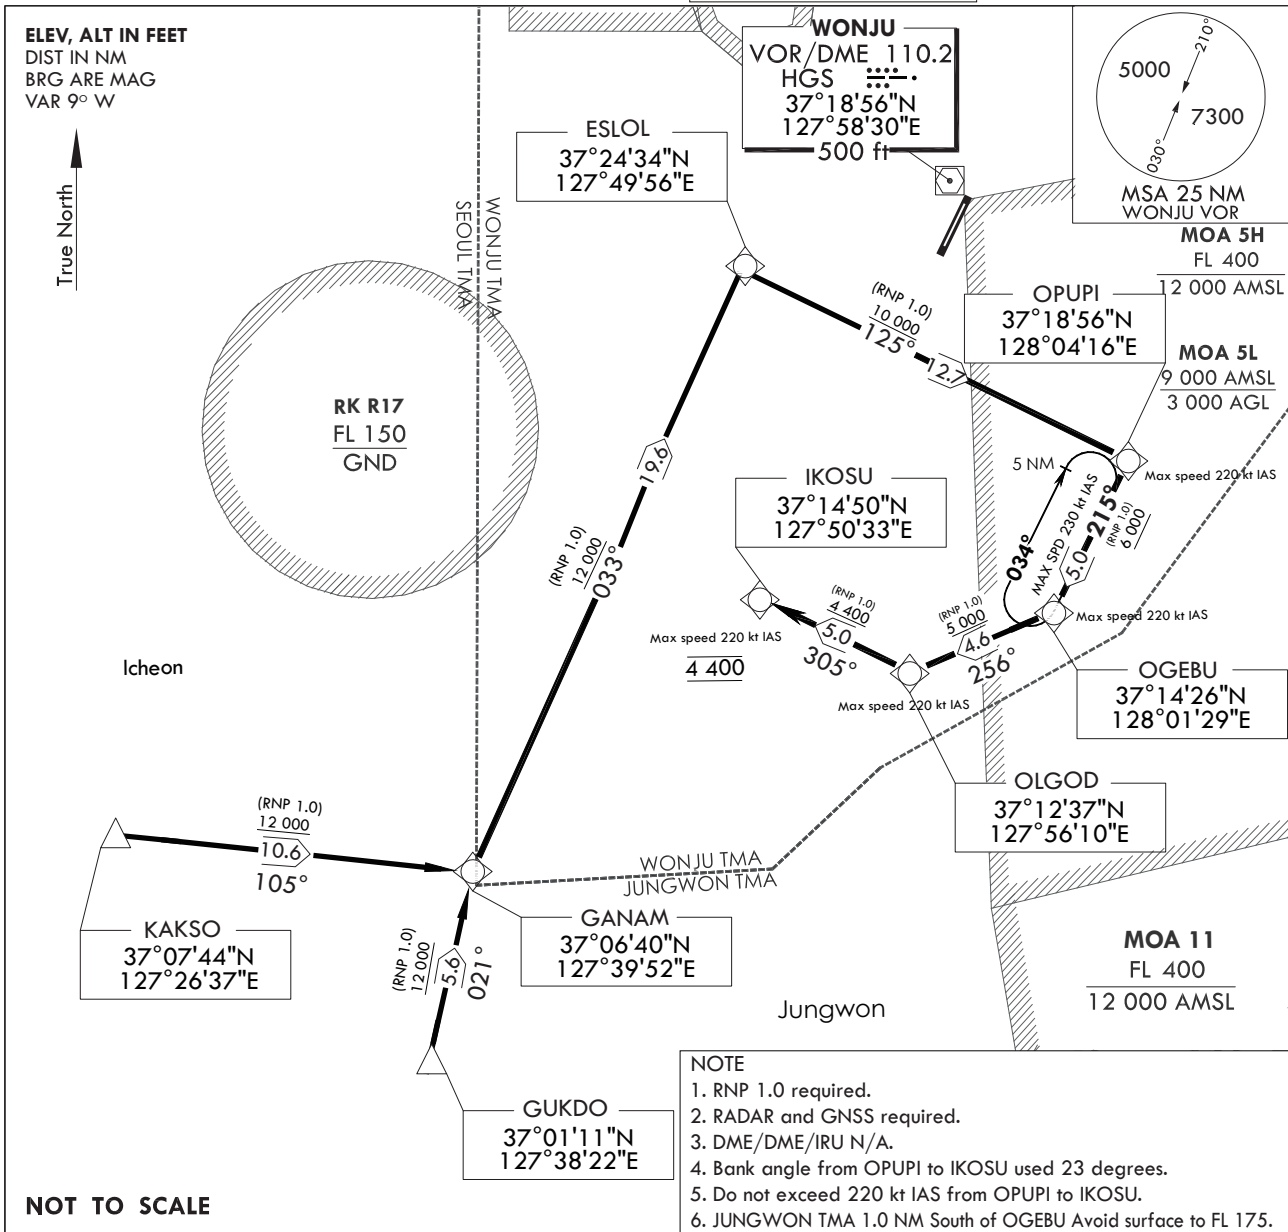 ELEV, ALT IN FEET
DIST IN NM
BRG ARE MAG
VAR 9° W
True North
WONJU
VOR/DME 110.2
HGS
37°18'56"N
127°58'30"E
500 ft
5000
7300
210°
030°
MSA 25 NM
WONJU VOR
ESLOL
37°24'34"N
127°49'56"E
SEOUL TMA
WONJU TMA
MOA 5H
FL 400
12 000 AMSL
OPUPI
37°18'56"N
128°04'16"E
MOA 5L
9 000 AMSL
3 000 AGL
(RNP 1.0)
10 000
125°
12.7
RK R17
FL 150
GND
19.6
(RNP 1.0)
12 000
033°
IKOSU
37°14'50"N
127°50'33"E
5 NM
Max speed 220 kt IAS
034°
MAX SPD 230 kt IAS
215°
(RNP 1.0)
6 000
5.0
(RNP 1.0)
4 400
5.0
305°
(RNP 1.0)
5 000
4.6
256°
Max speed 220 kt IAS
Max speed 220 kt IAS
4 400
Max speed 220 kt IAS
Icheon
OGEBU
37°14'26"N
128°01'29"E
OLGOD
37°12'37"N
127°56'10"E
(RNP 1.0)
12 000
10.6
105°
WONJU TMA
JUNGWON TMA
KAKSO
37°07'44"N
127°26'37"E
GANAM
37°06'40"N
127°39'52"E
(RNP 1.0)
12 000
5.6
021°
MOA 11
FL 400
12 000 AMSL
Jungwon
GUKDO
37°01'11"N
127°38'22"E
NOTE
1. RNP 1.0 required.
2. RADAR and GNSS required.
3. DME/DME/IRU N/A.
4. Bank angle from OPUPI to IKOSU used 23 degrees.
5. Do not exceed 220 kt IAS from OPUPI to IKOSU.
6. JUNGWON TMA 1.0 NM South of OGEBU Avoid surface to FL 175.
NOT TO SCALE